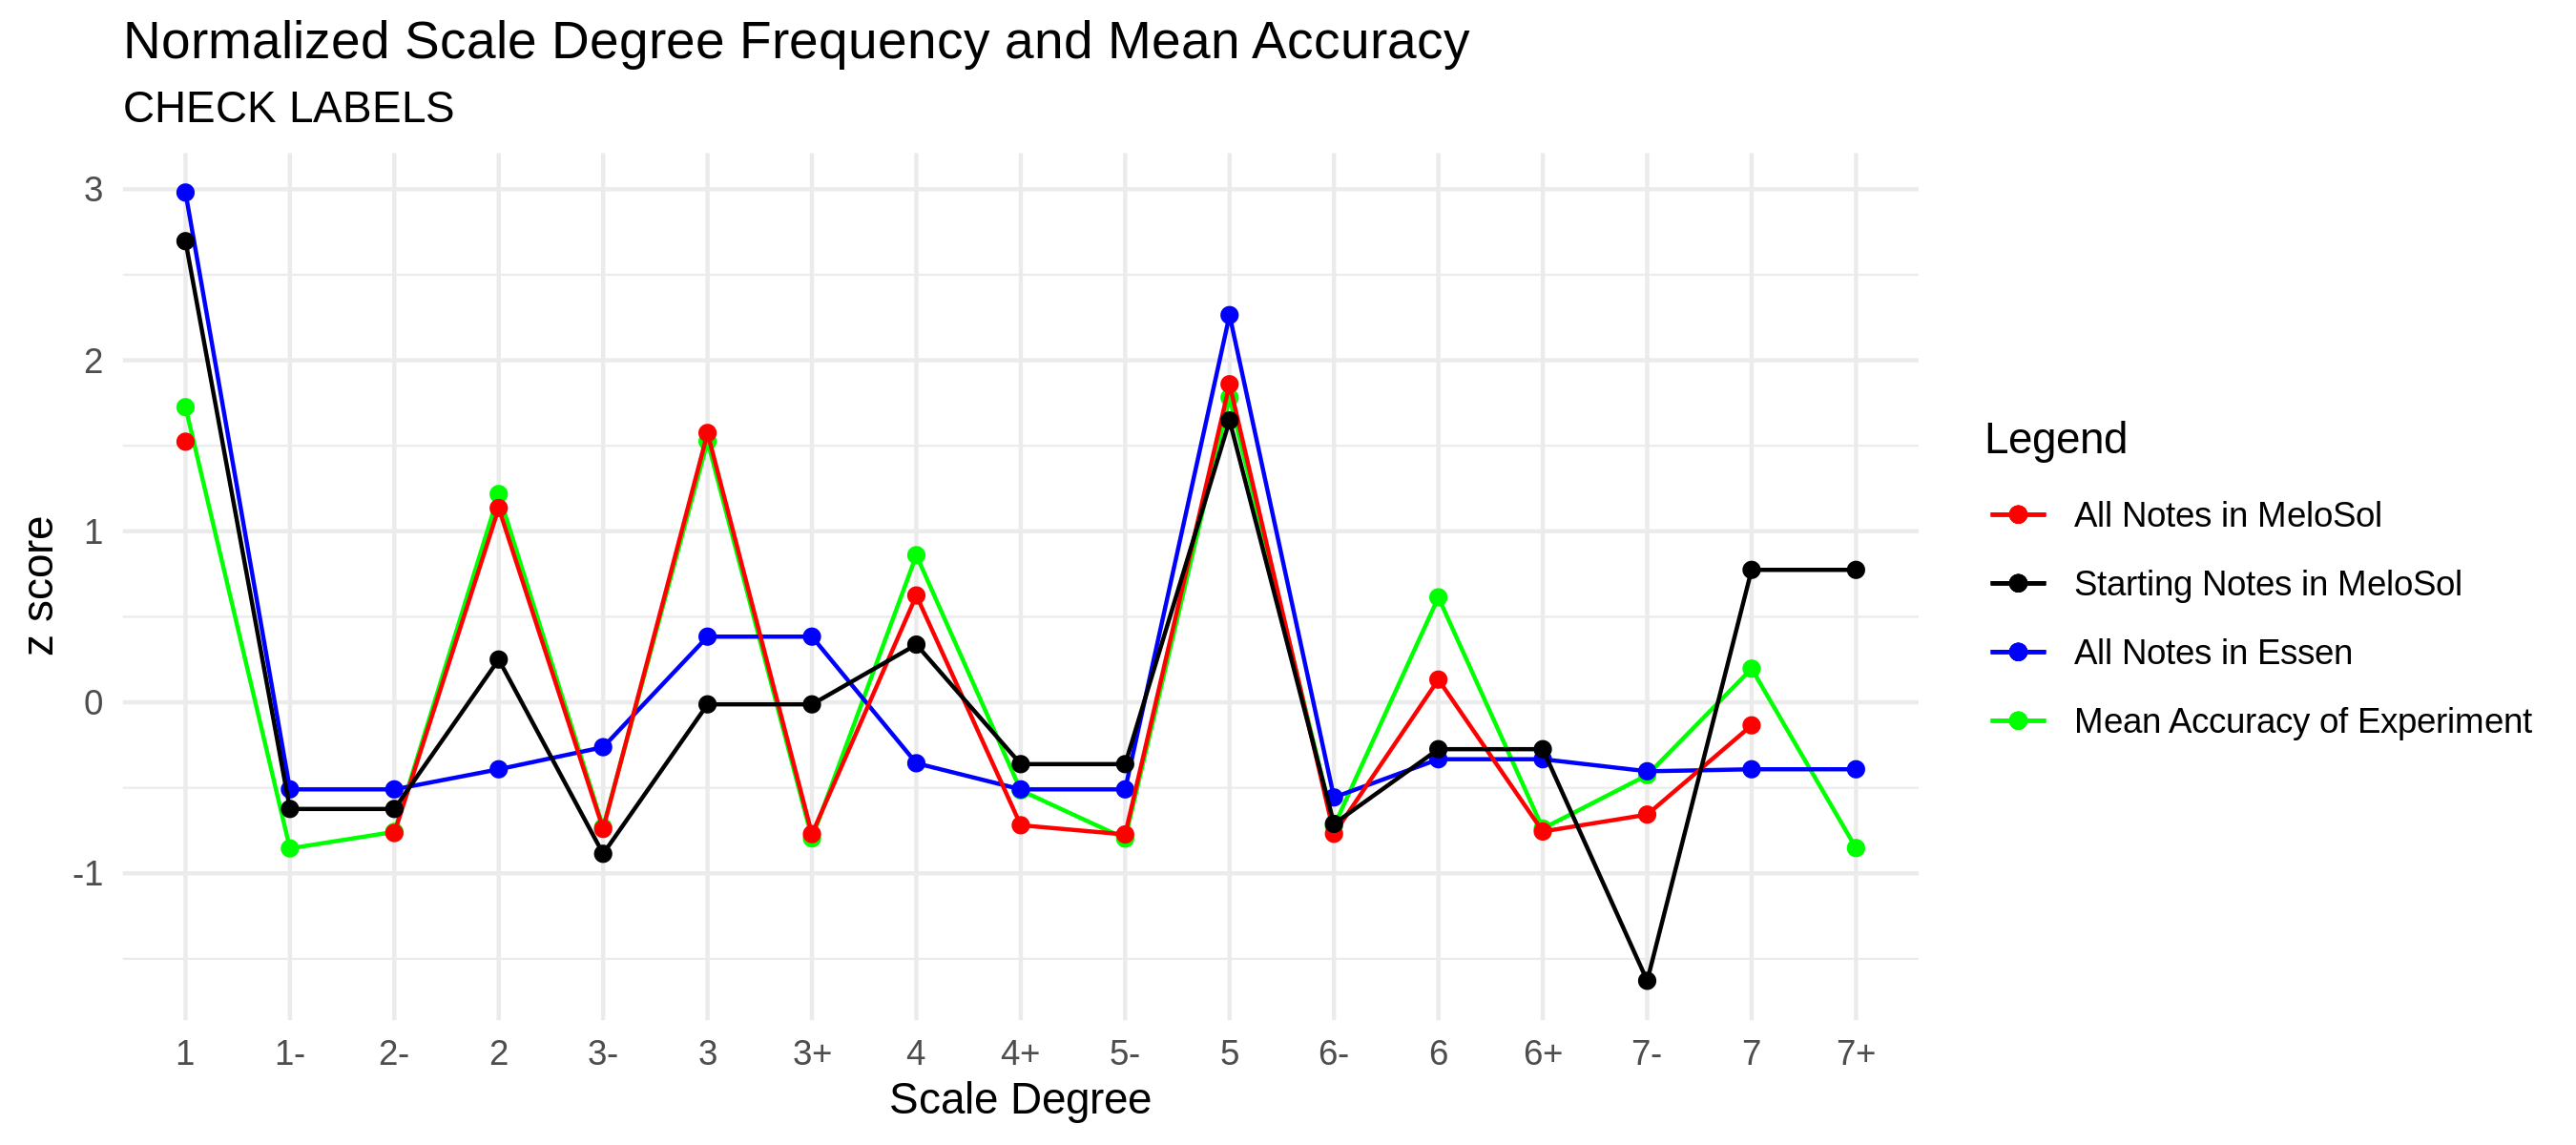 Normalized Scale Degree Frequency and Mean Accuracy
CHECK LABELS
3
2
1
0
-1
z score
1 1- 2- 2 3- 3 3+ 4 4+ 5- 5 6- 6 6+ 7- 7 7+
Scale Degree
Legend
All Notes in MeloSol
Starting Notes in MeloSol
All Notes in Essen
Mean Accuracy of Experiment